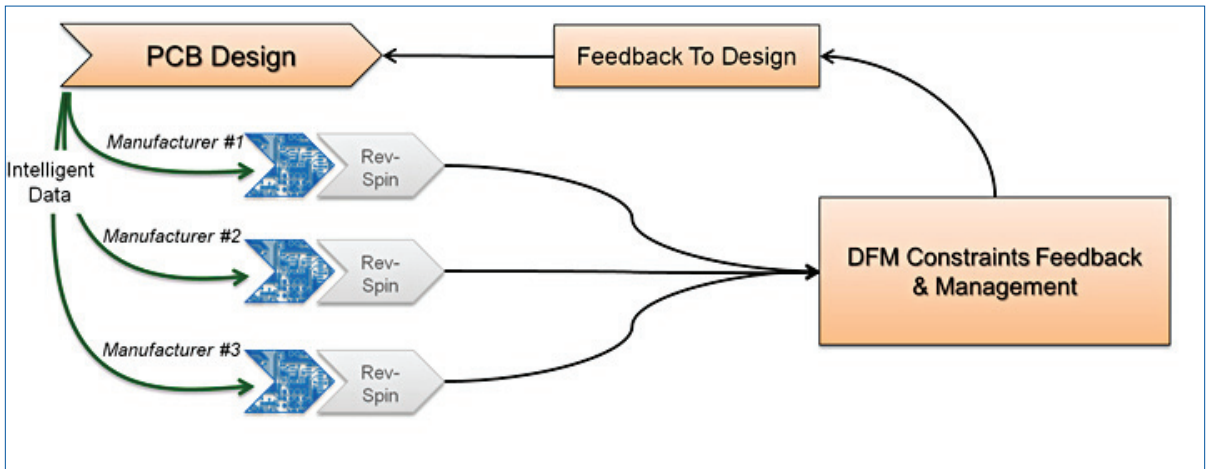 PCB Design
Feedback To Design
Manufacturer #1
Rev-
Spin
Intelligent
Data
Manufacturer #2
Rev-
Spin
DFM Constraints Feedback
& Management
Manufacturer #3
Rev-
Spin